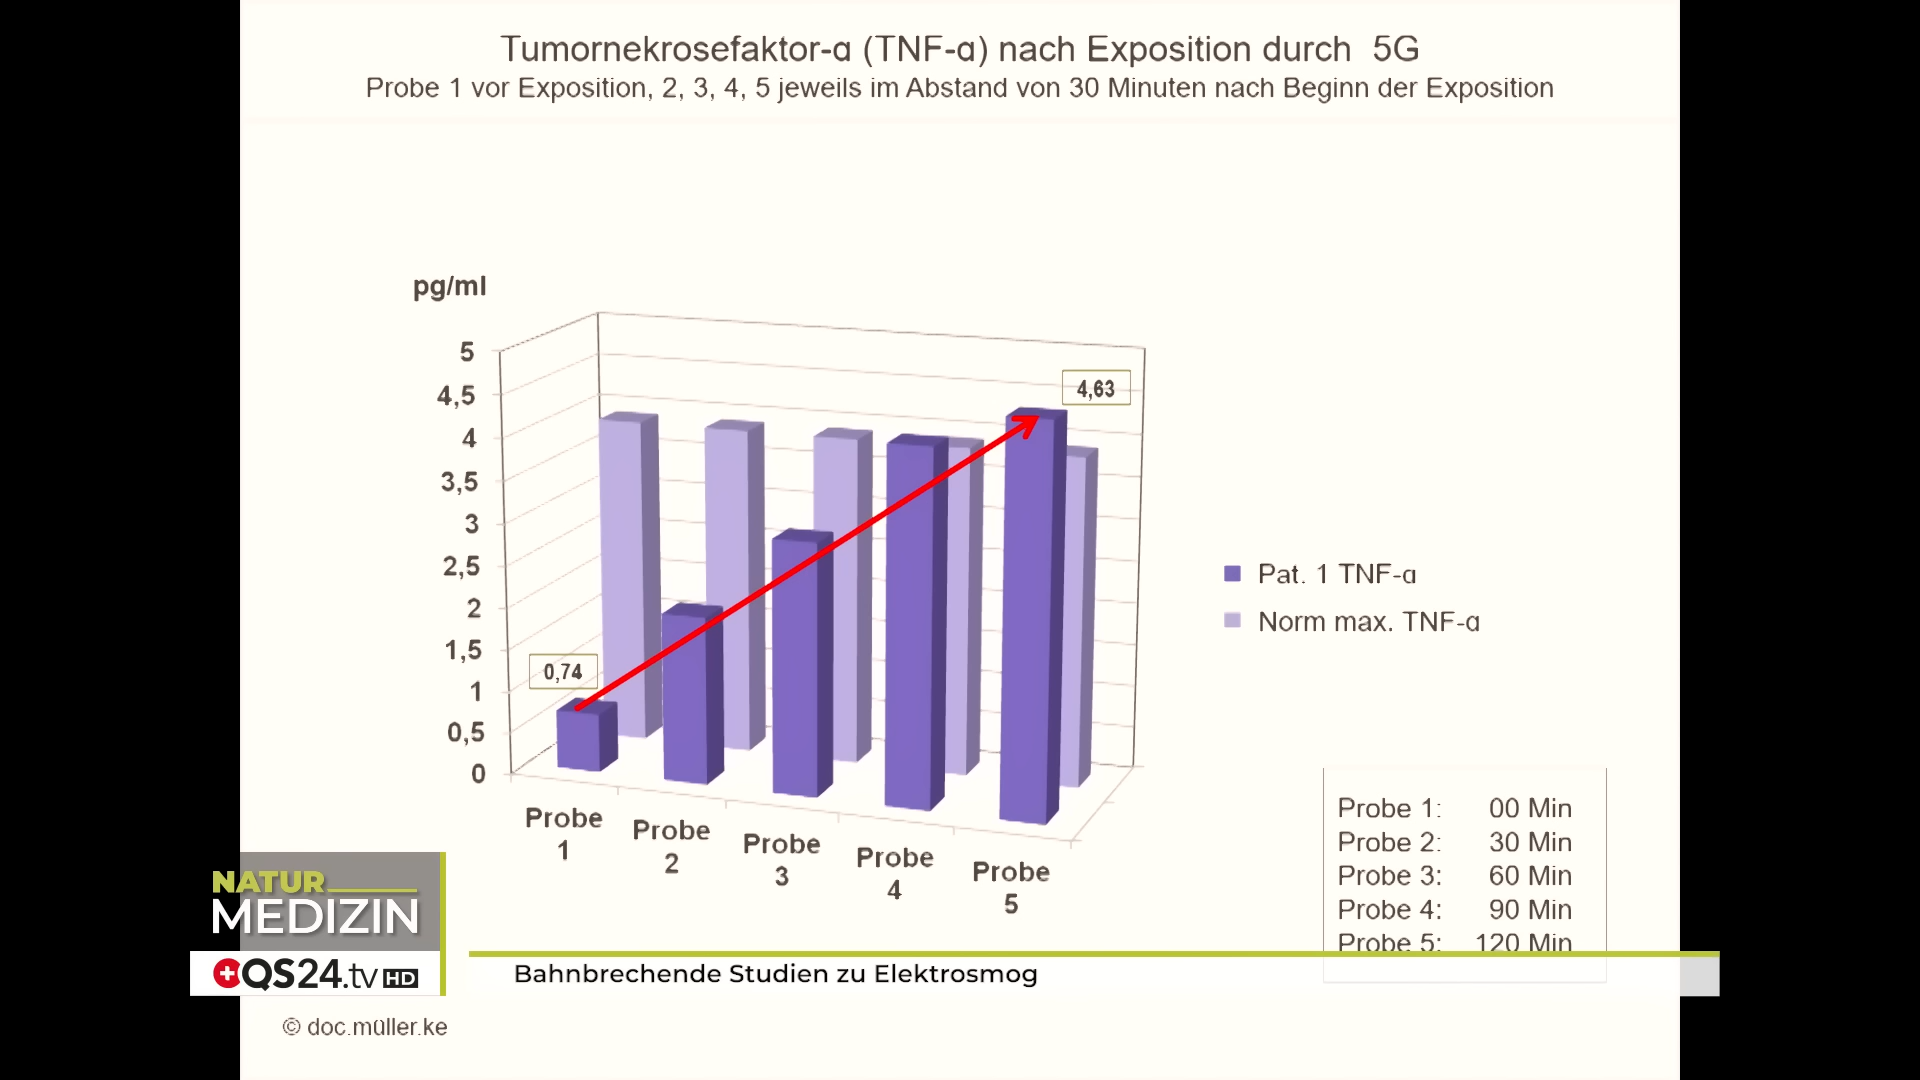 Tumornekrosefaktor-α (TNF-α) nach Exposition durch 5G
Probe 1 vor Exposition, 2, 3, 4, 5 jeweils im Abstand von 30 Minuten nach Beginn der Exposition
pg/ml
5
4,5
4
3,5
3
2,5
2
1,5
1
0,5
0
0,74
4,63
Probe
1
Probe
2
Probe
3
Probe
4
Probe
5
Pat. 1 TNF-α
Norm max. TNF-α
Probe 1: 00 Min
Probe 2: 30 Min
Probe 3: 60 Min
Probe 4: 90 Min
Probe 5: 120 Min
NATUR
MEDIZIN
QS24.tv HD
Bahnbrechende Studien zu Elektrosmog
© doc.müller.ke